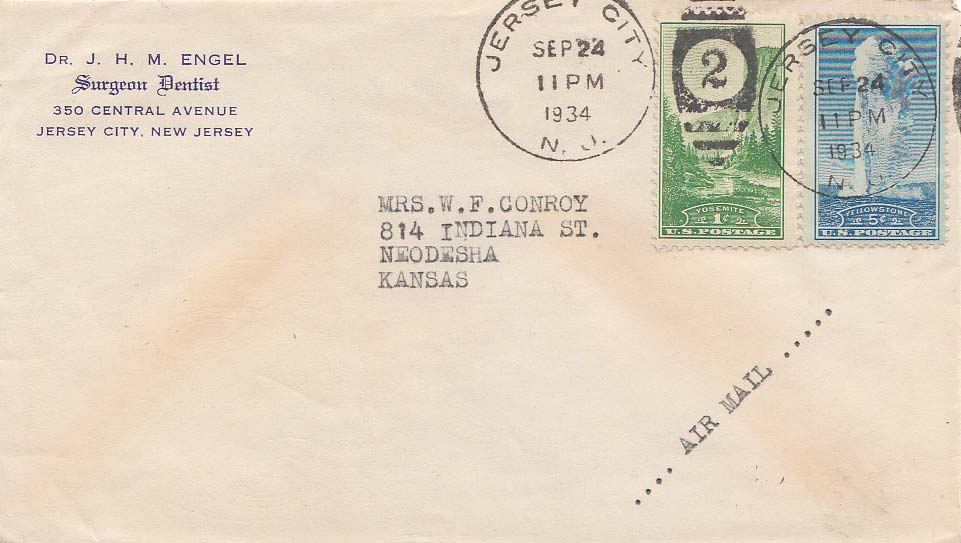 DR. J. H. M. ENGEL
Surgeon Dentist
350 CENTRAL AVENUE
JERSEY CITY, NEW JERSEY
JERSEY CITY
SEP 24
11 PM
1934
N. J.
2
YOSEMITE
1¢
U.S. POSTAGE
JERSEY CITY
SEP 24
11 PM
1934
N. J.
YELLOWSTONE
5¢
U.S. POSTAGE
MRS.W.F.CONROY
814 INDIANA ST.
NEODESHA
KANSAS
.... AIR MAIL .....